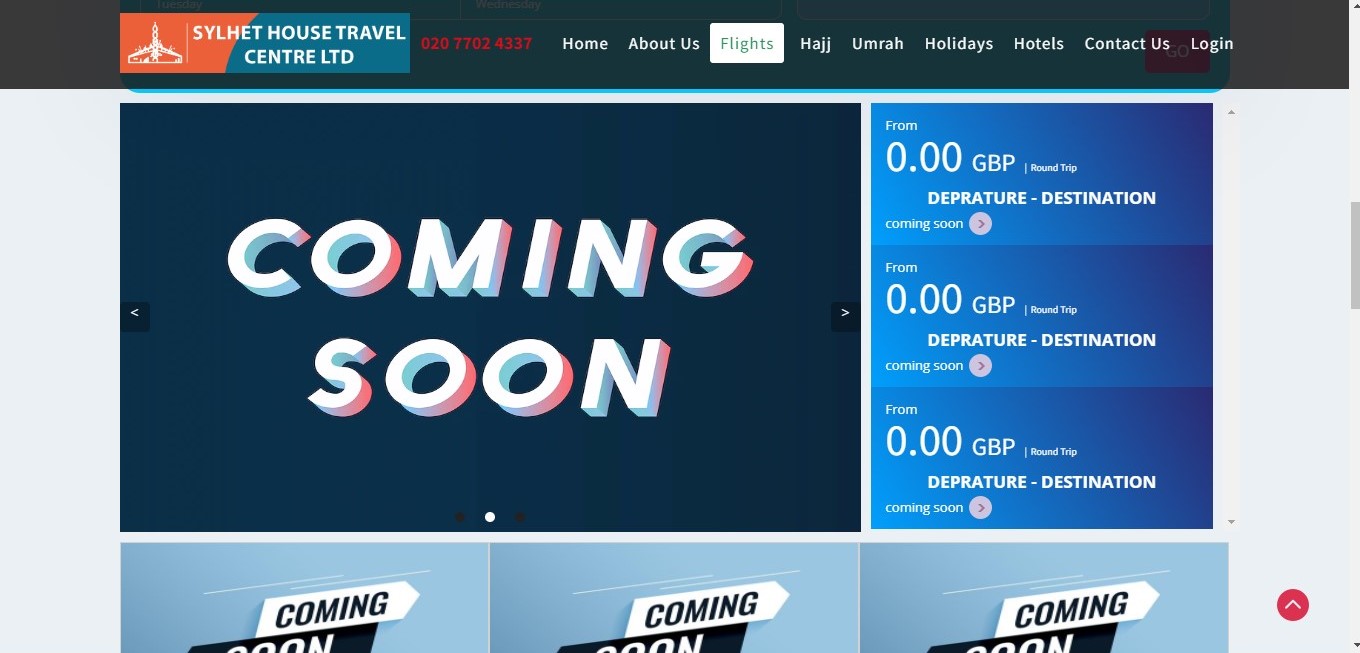 Tuesday
Wednesday
SYLHET HOUSE TRAVEL
CENTRE LTD
020 7702 4337
Home
About Us
Flights
Hajj
Umrah
Holidays
Hotels
Contact Us
Login
GO
COMING
SOON
<
>
From
0.00 GBP | Round Trip
DEPRATURE - DESTINATION
coming soon >
From
0.00 GBP | Round Trip
DEPRATURE - DESTINATION
coming soon >
From
0.00 GBP | Round Trip
DEPRATURE - DESTINATION
coming soon >
COMING
SOON
COMING
SOON
COMING
SOON